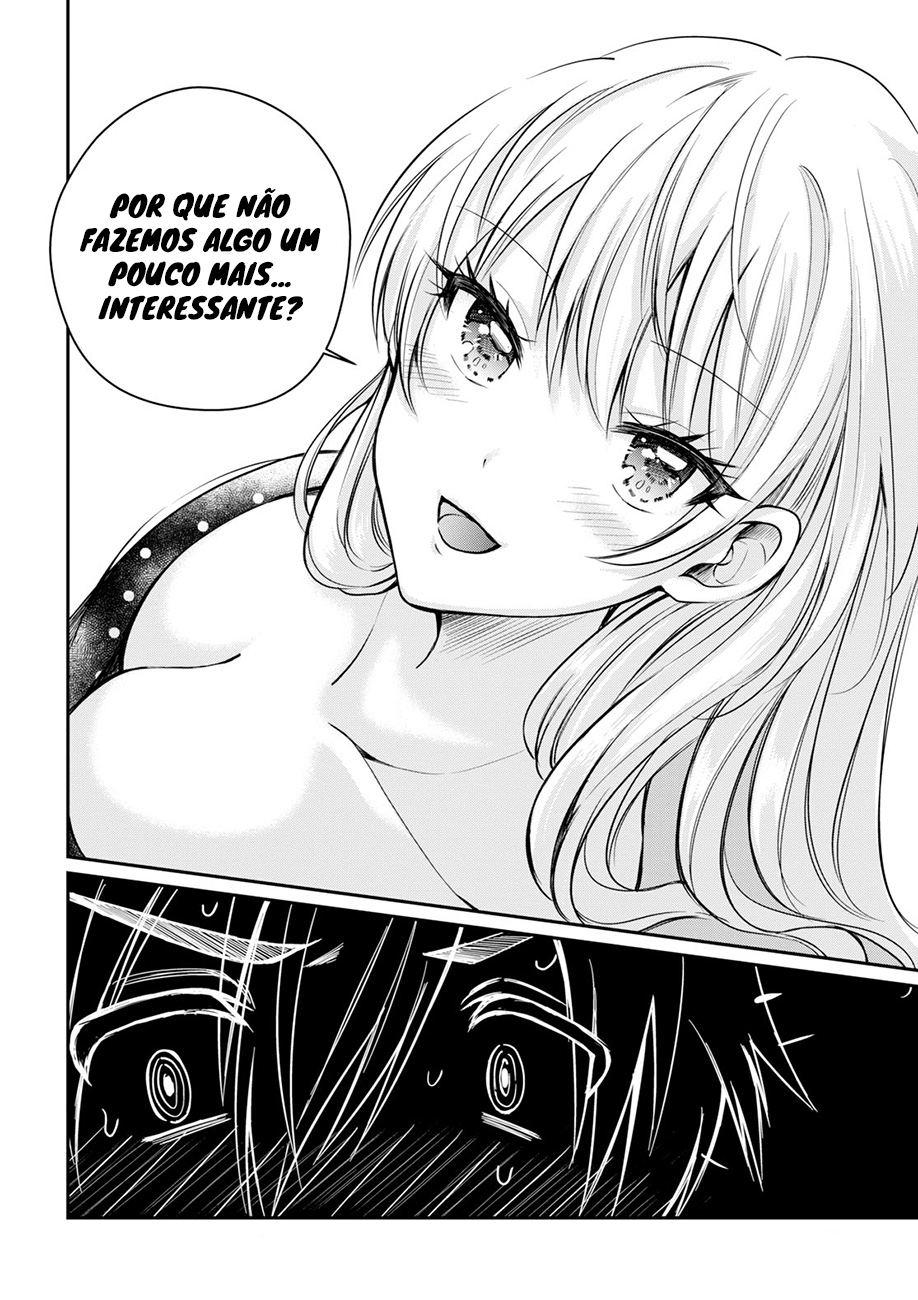 POR QUE NÃO
FAZEMOS ALGO UM
POUCO MAIS...
INTERESSANTE?